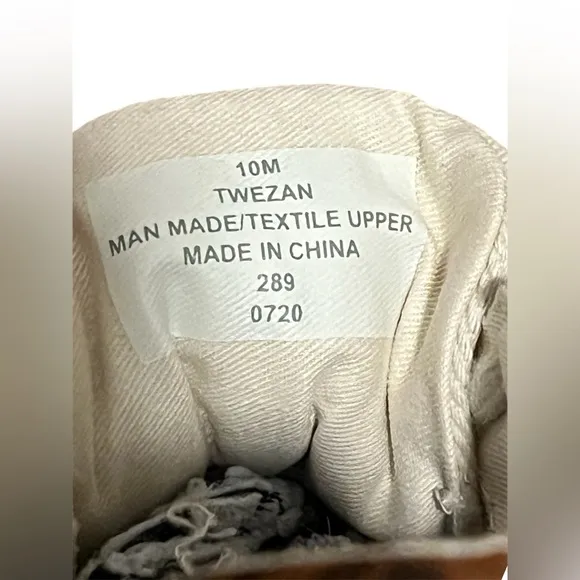 10M
TWEZAN
MAN MADE/TEXTILE UPPER
MADE IN CHINA
289
0720